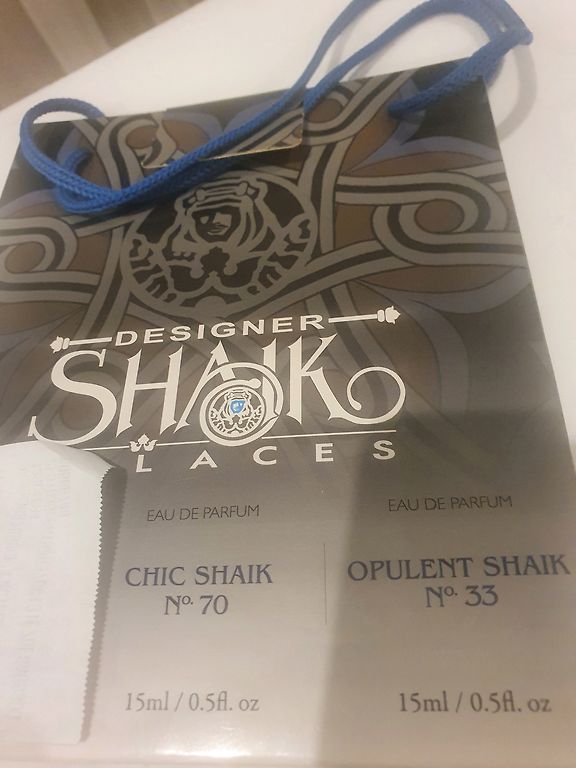 DESIGNER
SHAIK
LACES
EAU DE PARFUM
EAU DE PARFUM
CHIC SHAIK
Nº. 70
OPULENT SHAIK
Nº. 33
15ml / 0.5fl. oz
15ml / 0.5fl. oz